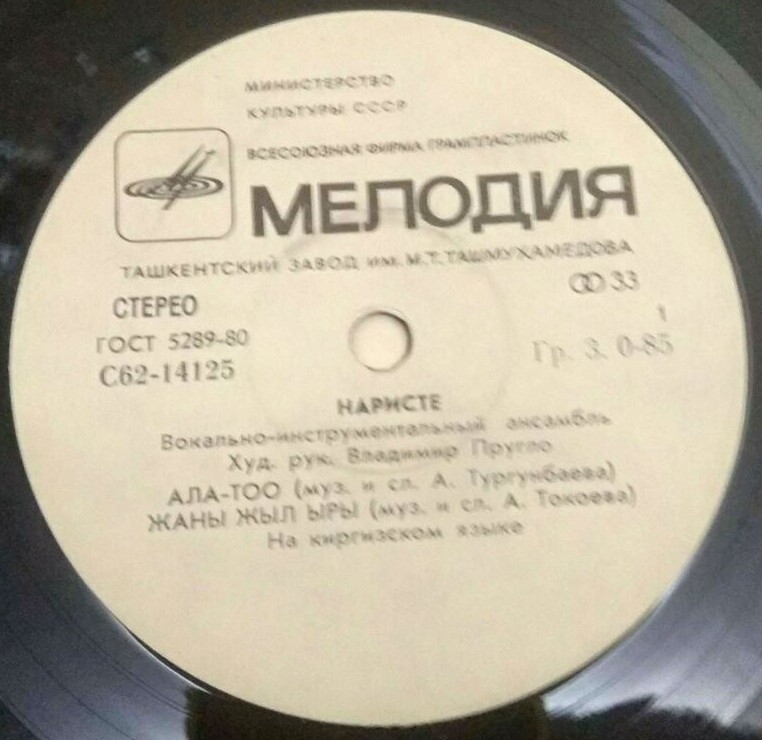 МИНИСТЕРСТВО
КУЛЬТУРЫ СССР
ВСЕСОЮЗНАЯ ФИРМА ГРАМПЛАСТИНОК
МЕЛОДИЯ
ТАШКЕНТСКИЙ ЗАВОД ИМ. М.Т. ТАШМУХАМЕДОВА
СТЕРЕО
33
ГОСТ 5289-80
1
С62-14125
Гр. 3. 0-85
НАРИСТЕ
Вокально-инструментальный ансамбль
Худ. рук. Владимир Пругло
АЛА-ТОО (муз. и сл. А. Тургунбаева)
ЖАНЫ ЖЫЛ ЫРЫ (муз. и сл. А. Токоева)
На киргизском языке